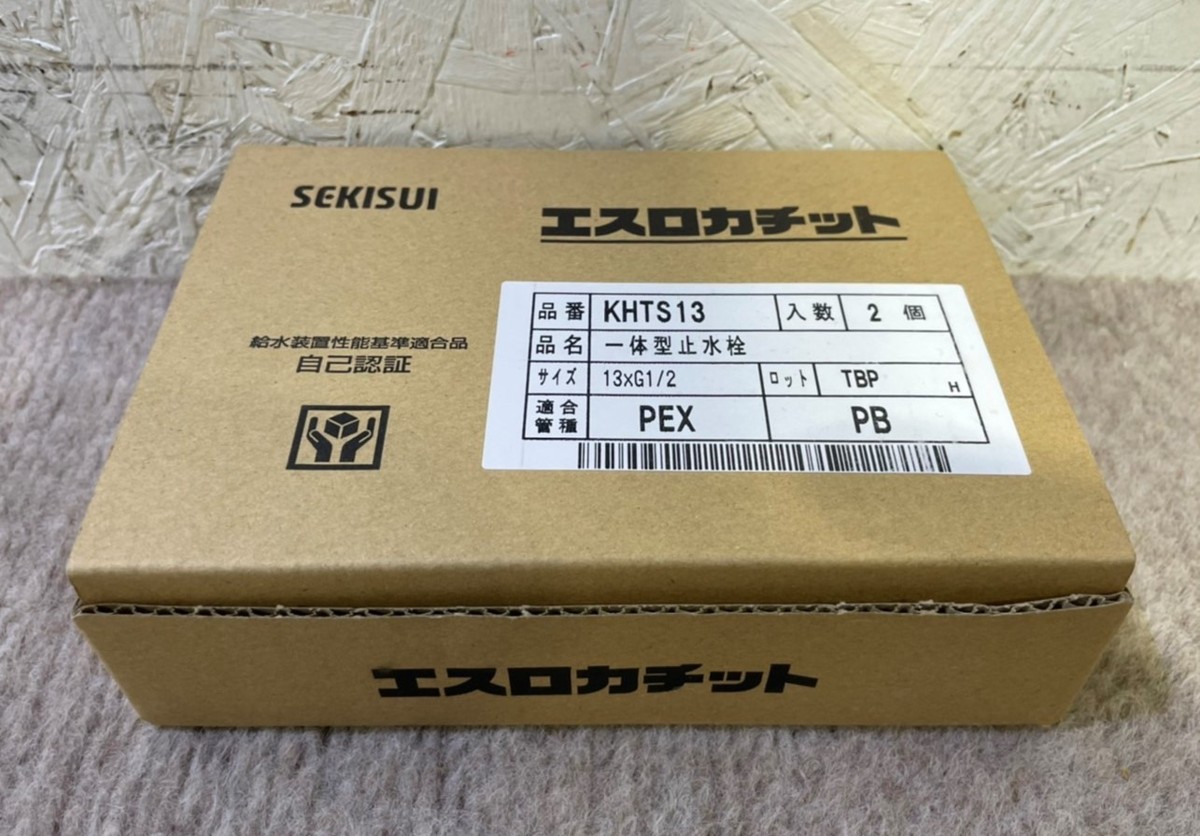 SEKISUI
エスロカチット
品番 KHTS13 入数 2 個
品名 一体型止水栓
サイズ 13xG1/2 ロット TBP H
適合管種 PEX PB
給水装置性能基準適合品
自己認証
エスロカチット